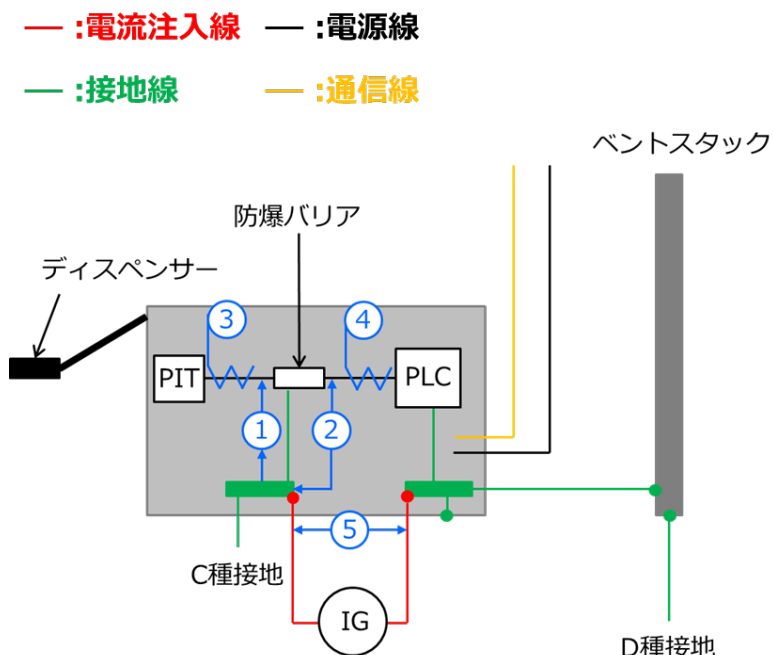 ― :電流注入線 ― :電源線
― :接地線 ― :通信線
ベントスタック
防爆バリア
ディスペンサー
③ ④
PIT PLC
① ②
⑤
C種接地
IG
D種接地